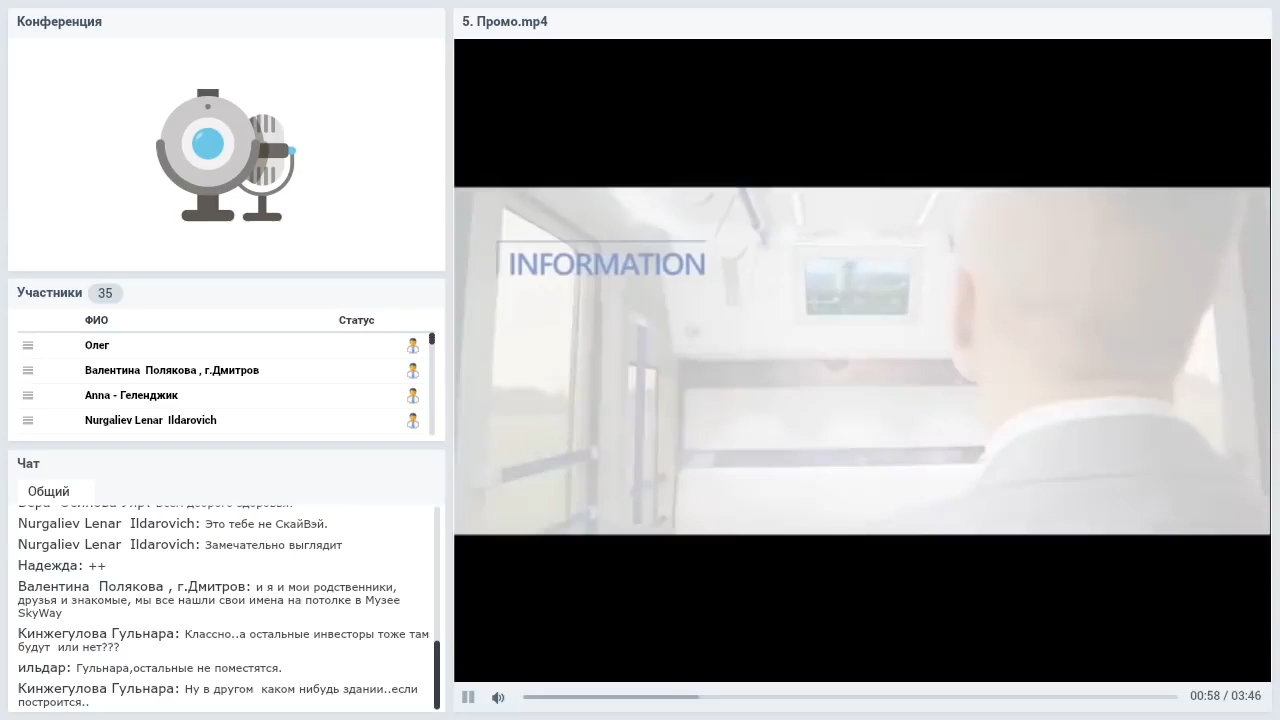 Конференция
5. Промо.mp4
INFORMATION
Участники 35
ФИО Статус
Олег
Валентина Полякова , г.Дмитров
Anna - Геленджик
Nurgaliev Lenar Ildarovich
Чат
Общий
Nurgaliev Lenar Ildarovich: Это тебе не СкайВэй.
Nurgaliev Lenar Ildarovich: Замечательно выглядит
Надежда: ++
Валентина Полякова , г.Дмитров: и я и мои родственники,
друзья и знакомые, мы все нашли свои имена на потолке в Музее
SkyWay
Кинжегулова Гульнара: Классно..а остальные инвесторы тоже там
будут или нет???
ильдар: Гульнара,остальные не поместятся.
Кинжегулова Гульнара: Ну в другом каком нибудь здании..если
построится..
00:58 / 03:46